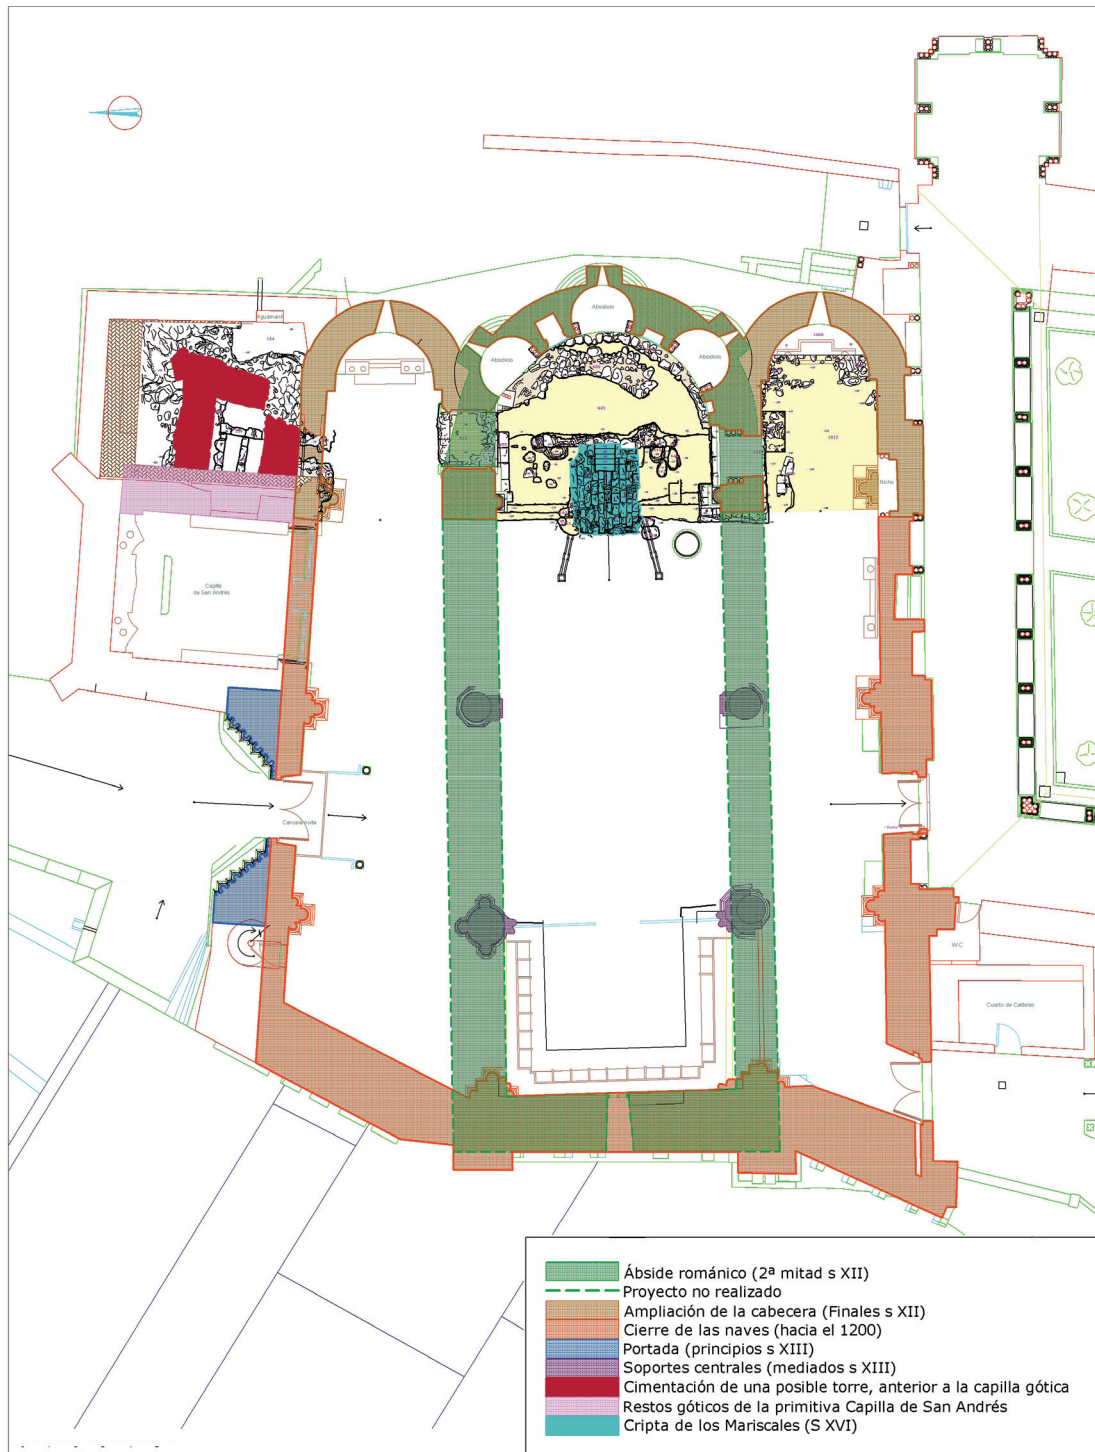 Absidiolo
Aguamanil
Absidiolo
Absidiolo
Nicho
Capilla
de San Andrés
Cancela norte
W.C.
Cuarto de Calderas
Ábside románico (2ª mitad s XII)
Proyecto no realizado
Ampliación de la cabecera (Finales s XII)
Cierre de las naves (hacia el 1200)
Portada (principios s XIII)
Soportes centrales (mediados s XIII)
Cimentación de una posible torre, anterior a la capilla gótica
Restos góticos de la primitiva Capilla de San Andrés
Cripta de los Mariscales (S XVI)